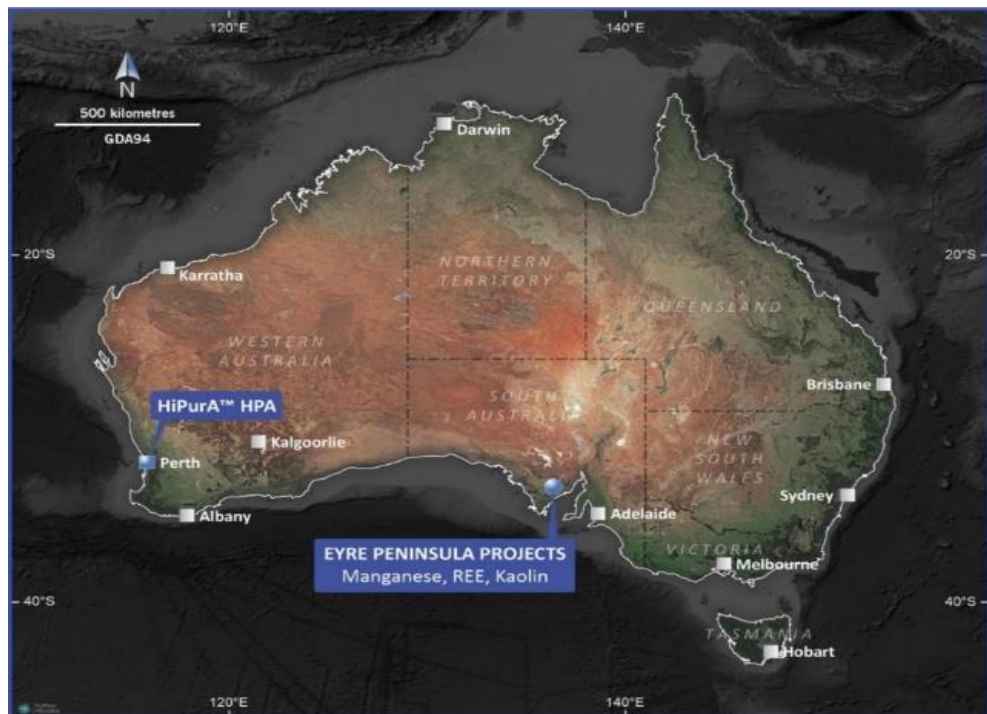 120°E
140°E
N
500 kilometres
GDA94
Darwin
20°S
20°S
Karratha
NORTHERN
TERRITORY
QUEENSLAND
WESTERN
AUSTRALIA
Brisbane
HiPurA™ HPA
SOUTH
AUSTRALIA
Kalgoorlie
NEW
SOUTH
WALES
Perth
Sydney
Albany
Adelaide
EYRE PENINSULA PROJECTS
Manganese, REE, Kaolin
VICTORIA
Melbourne
40°S
40°S
TASMANIA
Hobart
120°E
140°E